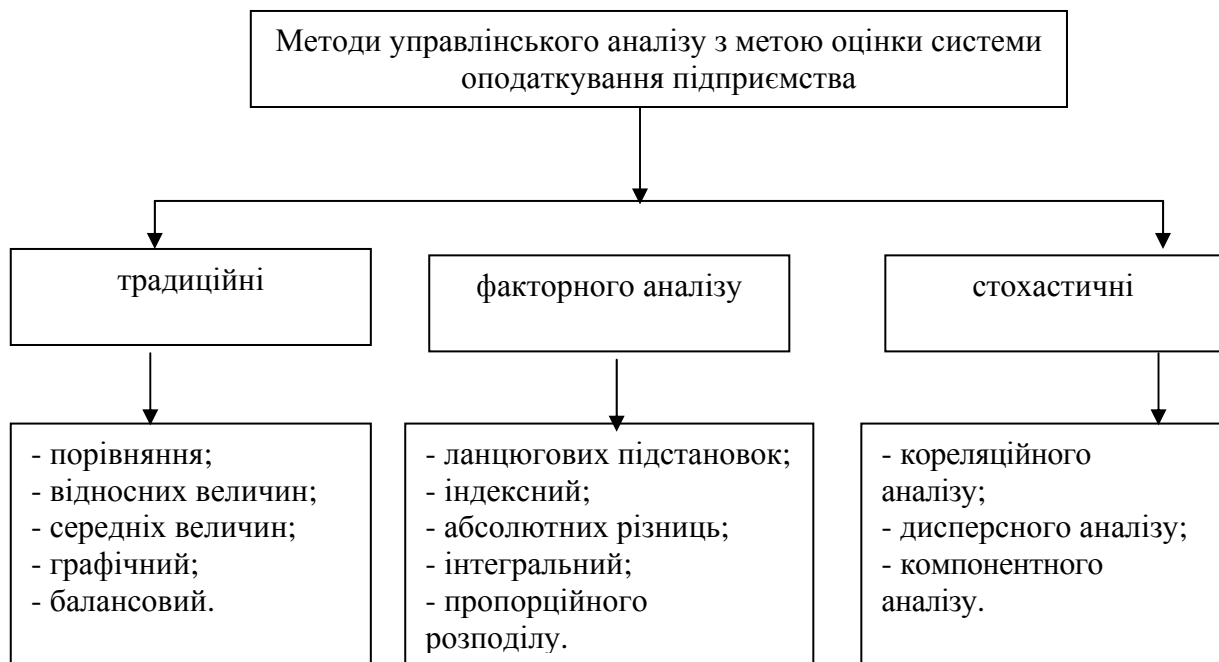 Методи управлінського аналізу з метою оцінки системи
оподаткування підприємства
традиційні
факторного аналізу
стохастичні
- порівняння;
- відносних величин;
- середніх величин;
- графічний;
- балансовий.
- ланцюгових підстановок;
- індексний;
- абсолютних різниць;
- інтегральний;
- пропорційного
розподілу.
- кореляційного
аналізу;
- дисперсного аналізу;
- компонентного
аналізу.